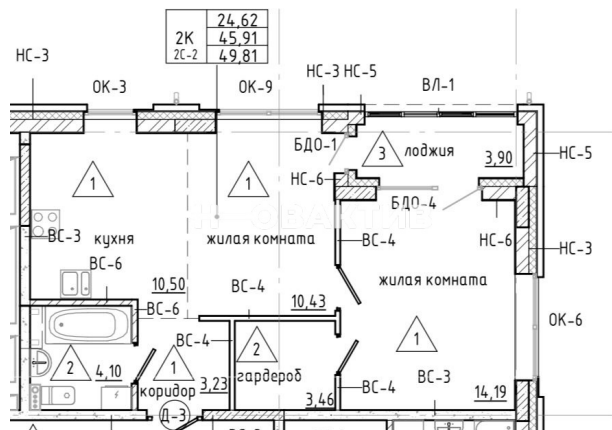 24,62
2К 45,91
2С-2 49,81
НС-3
ОК-3
ОК-9
НС-3
НС-5
ВЛ-1
БДО-1
3
лоджия
3,90
НС-5
1
1
НС-6
БДО-4
ВС-3
кухня
жилая комната
ВС-4
НС-6
НС-3
ВС-6
10,50
жилая комната
14,19
ВС-6
ВС-4
10,43
ОК-6
2
4,10
1
ВС-4
2
1
коридор
3,23
гардероб
3,46
ВС-4
ВС-3
Д-3